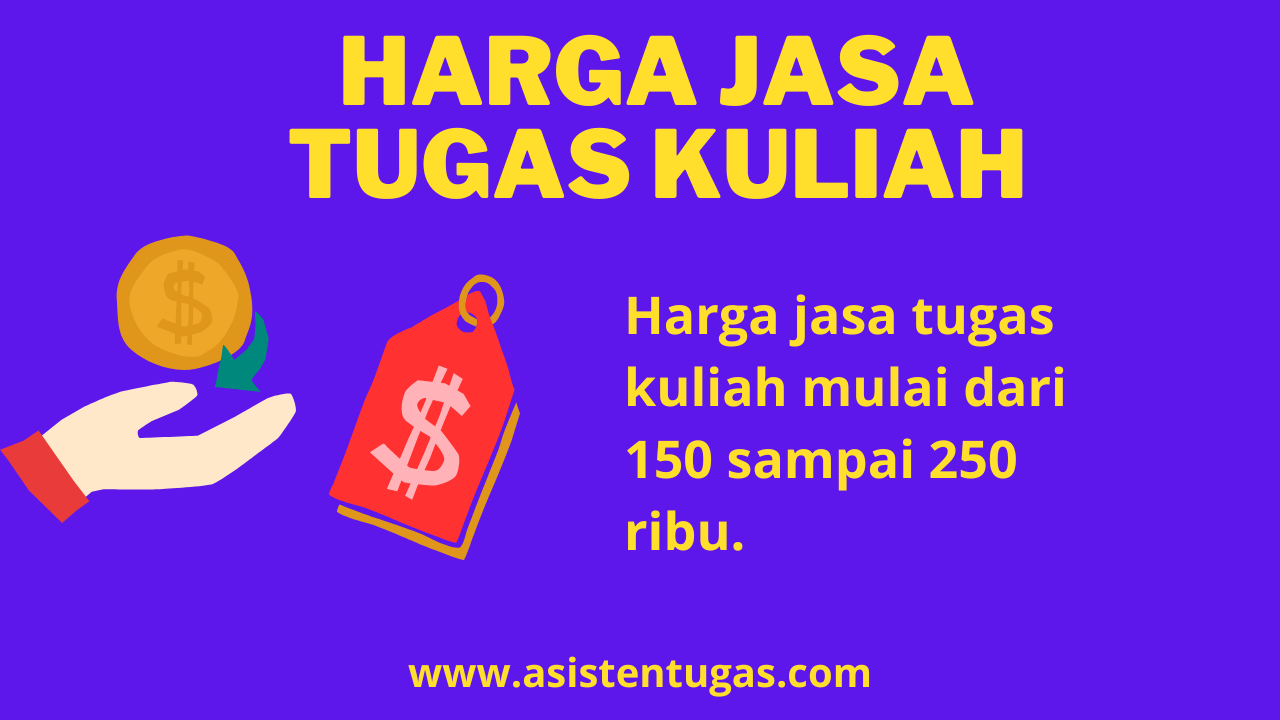 HARGA JASA
TUGAS KULIAH
Harga jasa tugas
kuliah mulai dari
150 sampai 250
ribu.
www.asistentugas.com